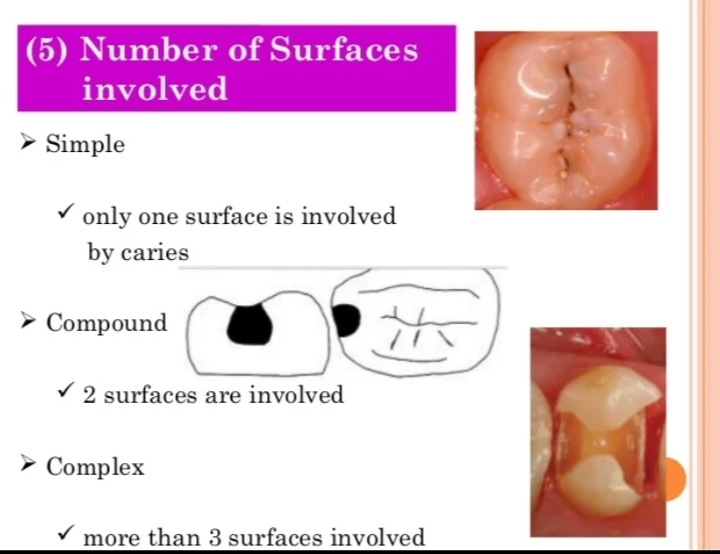 (5) Number of Surfaces
involved
Simple
only one surface is involved
by caries
Compound
2 surfaces are involved
Complex
more than 3 surfaces involved